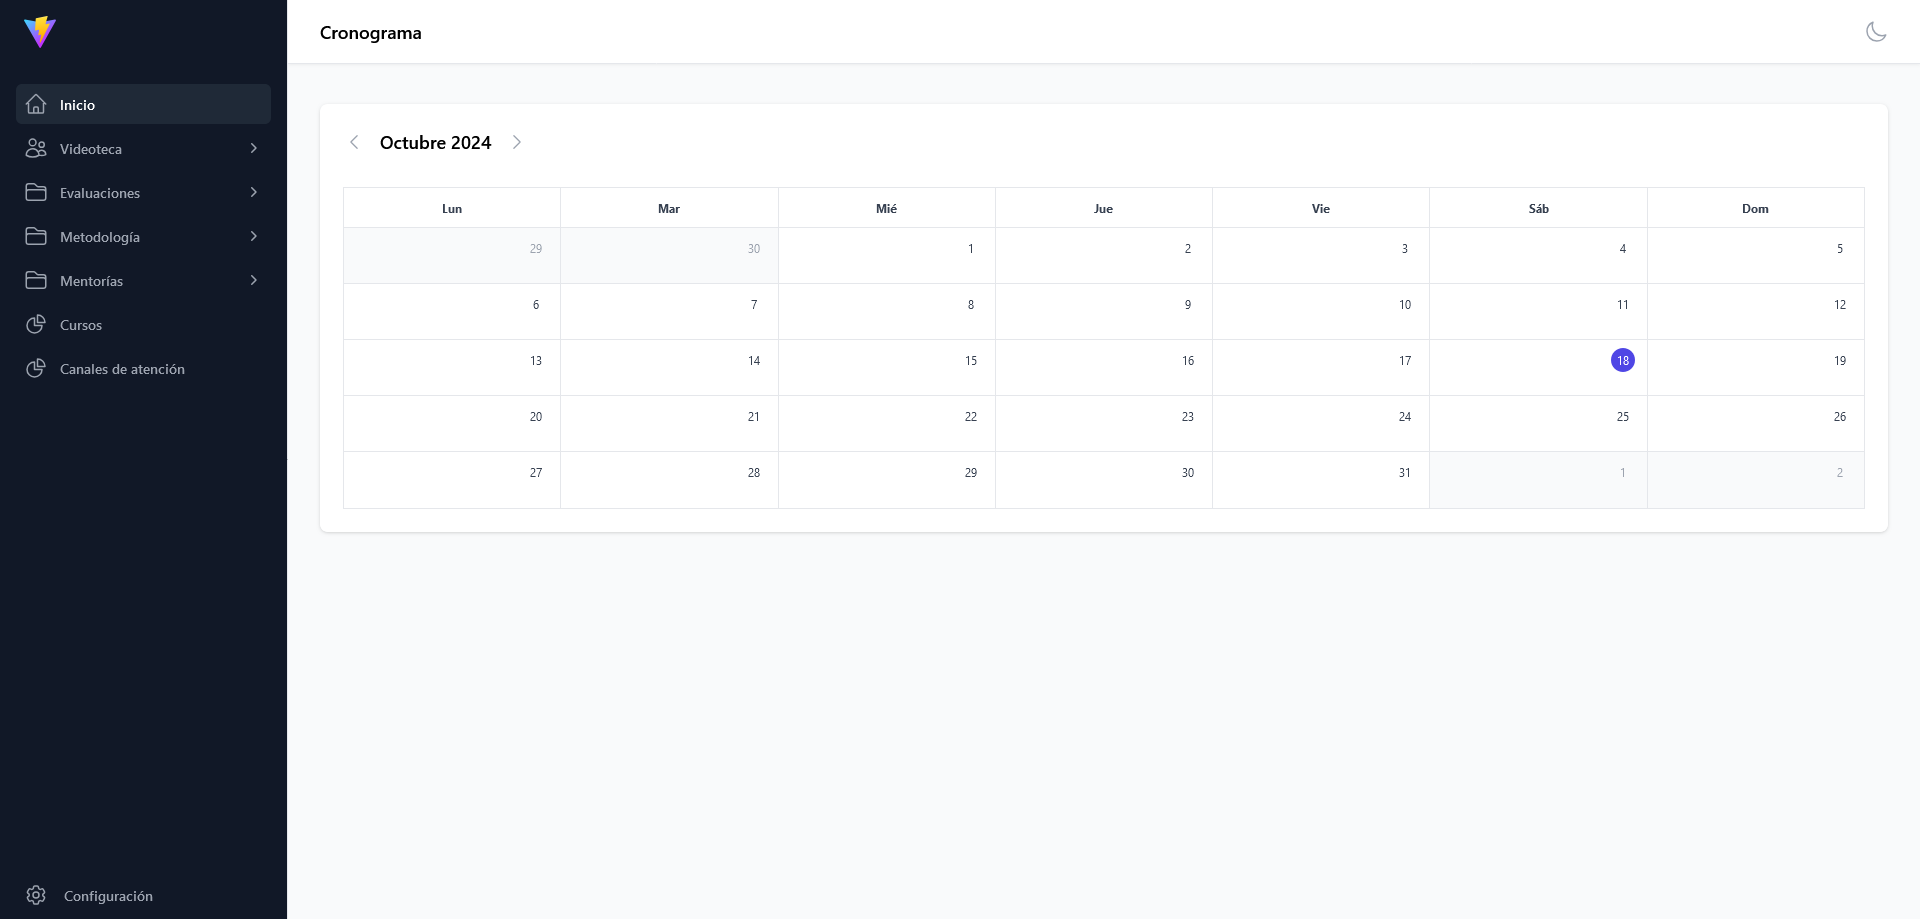 Cronograma
Inicio
Videoteca
Evaluaciones
Metodología
Mentorías
Cursos
Canales de atención
Configuración
Octubre 2024
Lun Mar Mié Jue Vie Sáb Dom
29 30 1 2 3 4 5
6 7 8 9 10 11 12
13 14 15 16 17 18 19
20 21 22 23 24 25 26
27 28 29 30 31 1 2